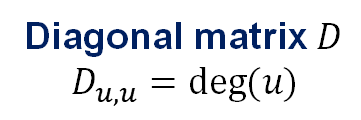 Diagonal matrix D
D_{u,u} = deg(u)